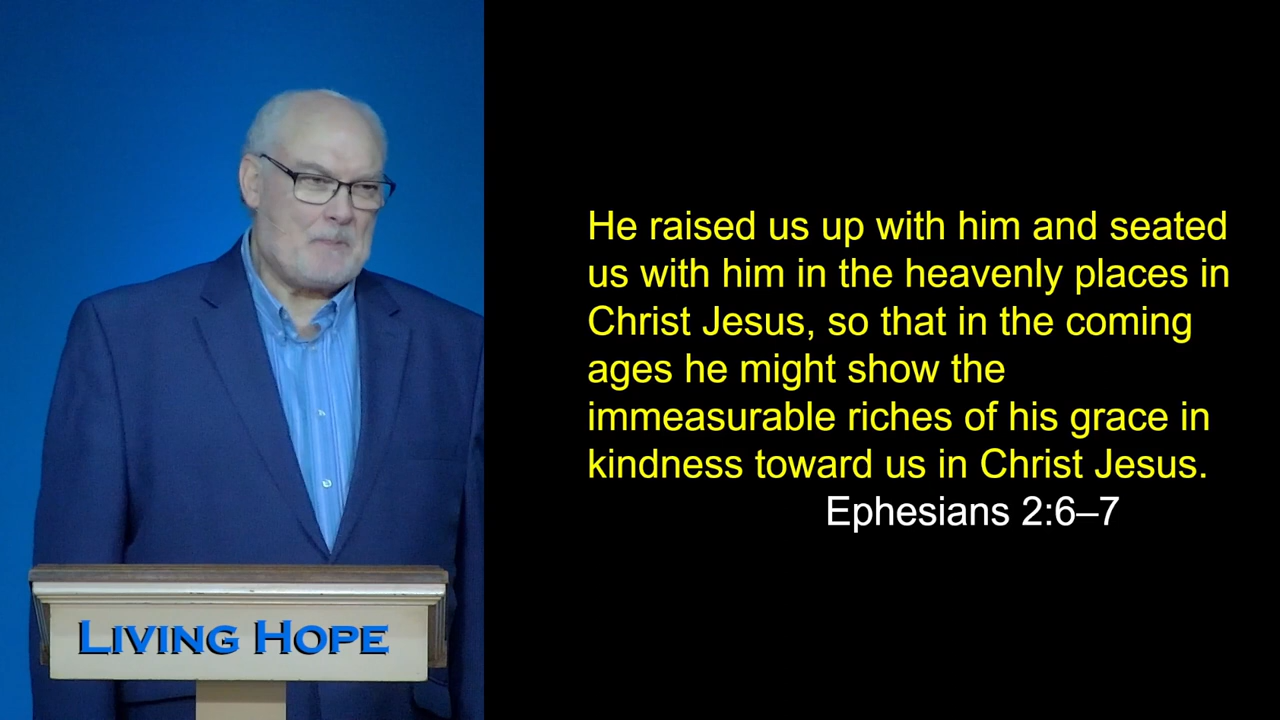 He raised us up with him and seated
us with him in the heavenly places in
Christ Jesus, so that in the coming
ages he might show the
immeasurable riches of his grace in
kindness toward us in Christ Jesus.
Ephesians 2:6–7
LIVING HOPE